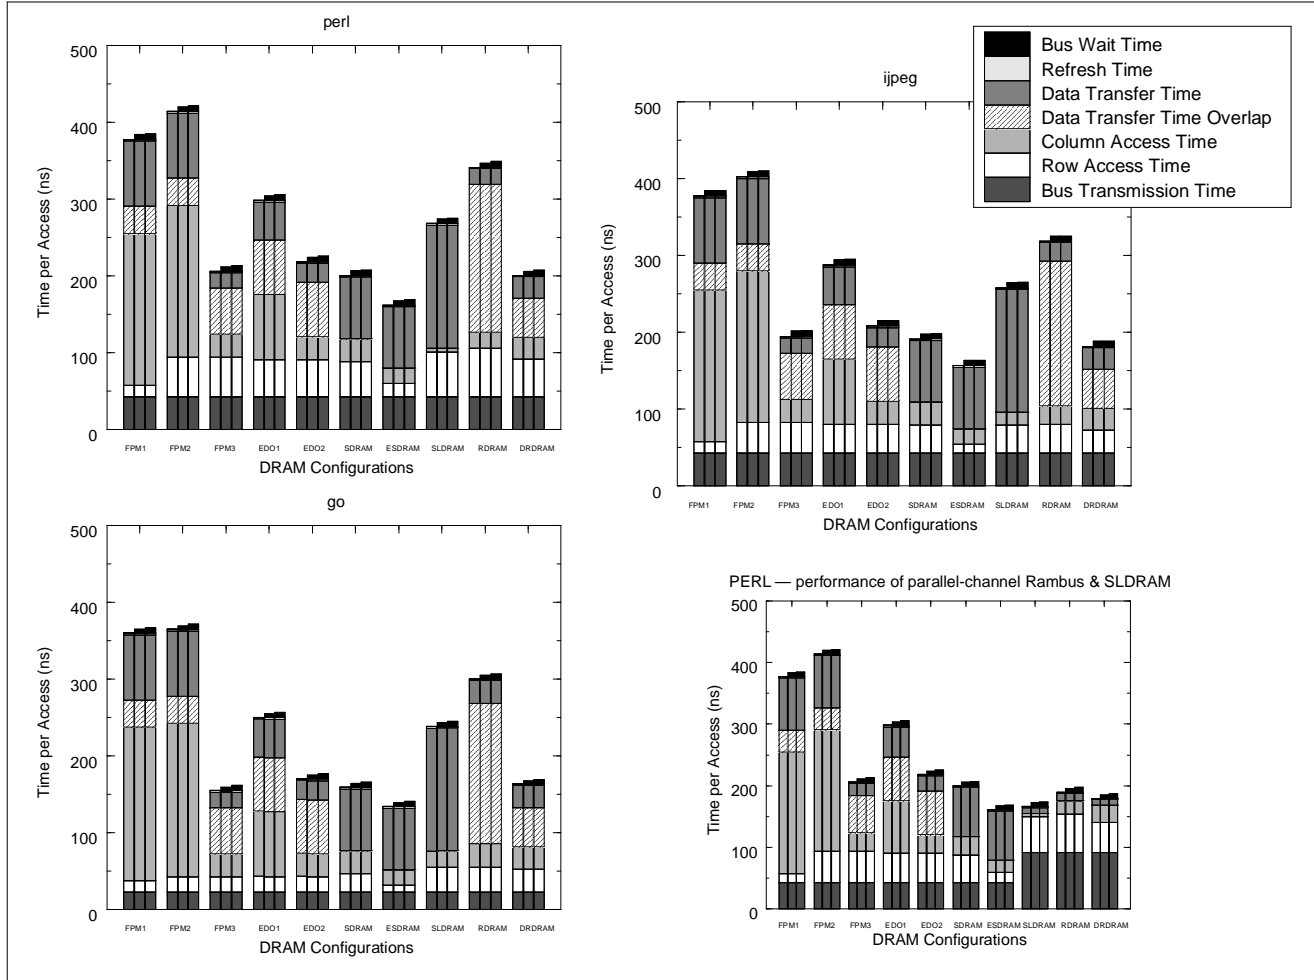 perl
500
400
300
200
100
0
Time per Access (ns)
FPM1 FPM2 FPM3 EDO1 EDO2 SDRAM ESDRAM SLDRAM RDRAM DRDRAM
DRAM Configurations
Bus Wait Time
Refresh Time
Data Transfer Time
Data Transfer Time Overlap
Column Access Time
Row Access Time
Bus Transmission Time
ijpeg
500
400
300
200
100
0
Time per Access (ns)
FPM1 FPM2 FPM3 EDO1 EDO2 SDRAM ESDRAM SLDRAM RDRAM DRDRAM
DRAM Configurations
go
500
400
300
200
100
0
Time per Access (ns)
FPM1 FPM2 FPM3 EDO1 EDO2 SDRAM ESDRAM SLDRAM RDRAM DRDRAM
DRAM Configurations
PERL — performance of parallel-channel Rambus & SLDRAM
500
400
300
200
100
0
Time per Access (ns)
FPM1 FPM2 FPM3 EDO1 EDO2 SDRAM ESDRAM SLDRAM RDRAM DRDRAM
DRAM Configurations